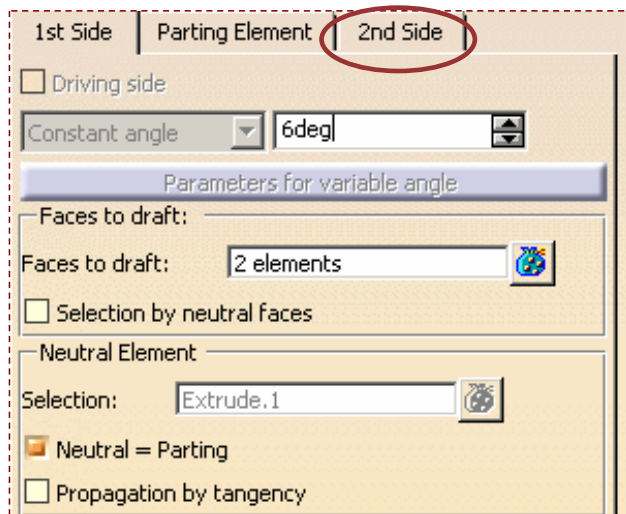 1st Side Parting Element 2nd Side
Driving side
Constant angle 6deg
Parameters for variable angle
Faces to draft:
Faces to draft: 2 elements
Selection by neutral faces
Neutral Element
Selection: Extrude.1
Neutral = Parting
Propagation by tangency